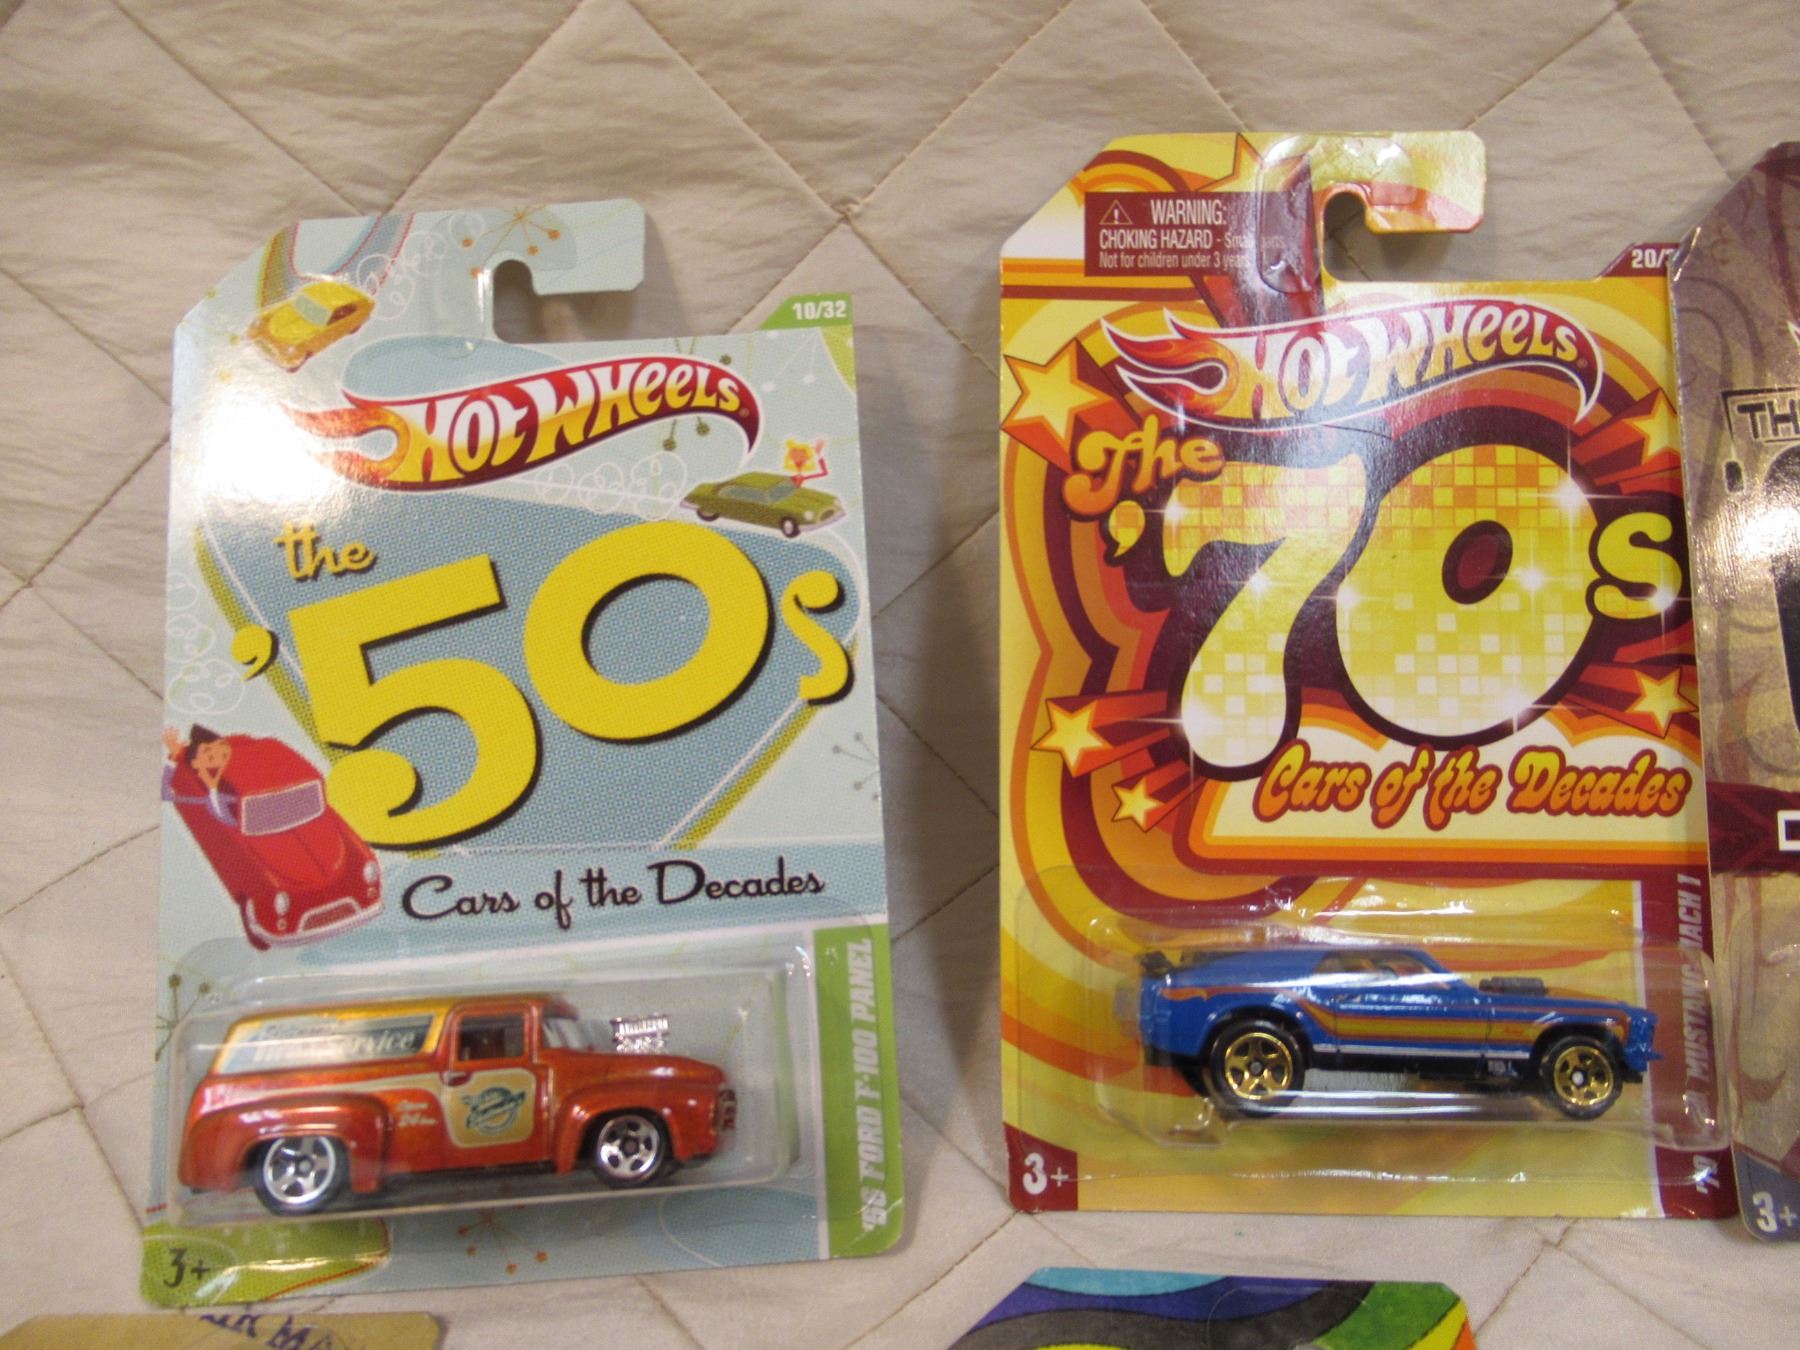 10/32
HOT WHEELS
the
'50s
Cars of the Decades
'56 FORD F-100 PANEL
3+
WARNING:
CHOKING HAZARD - Small parts.
Not for children under 3 years.
20/
HOT WHEELS
The
'70s
Cars of the Decades
MUSTANG MACH 1
3+
TH
3+